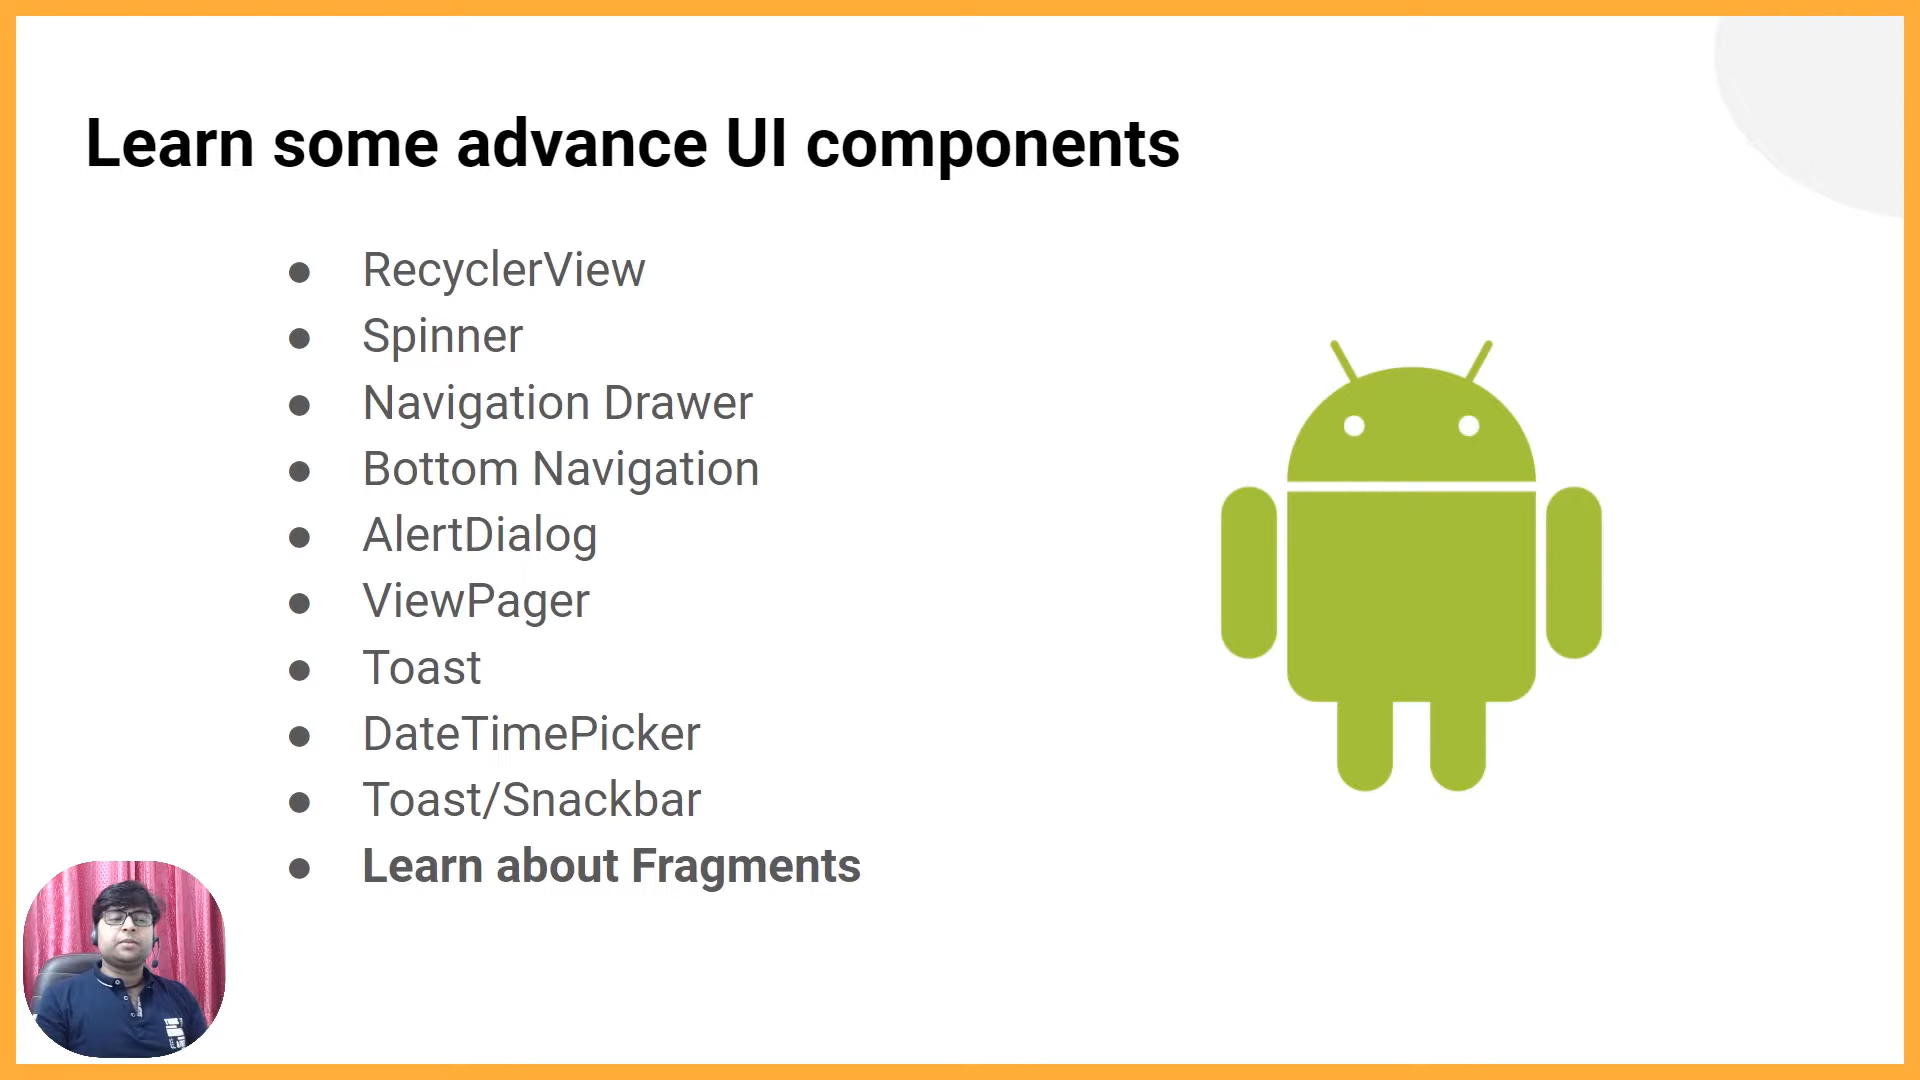 Learn some advance UI components
● RecyclerView
● Spinner
● Navigation Drawer
● Bottom Navigation
● AlertDialog
● ViewPager
● Toast
● DateTimePicker
● Toast/Snackbar
● Learn about Fragments